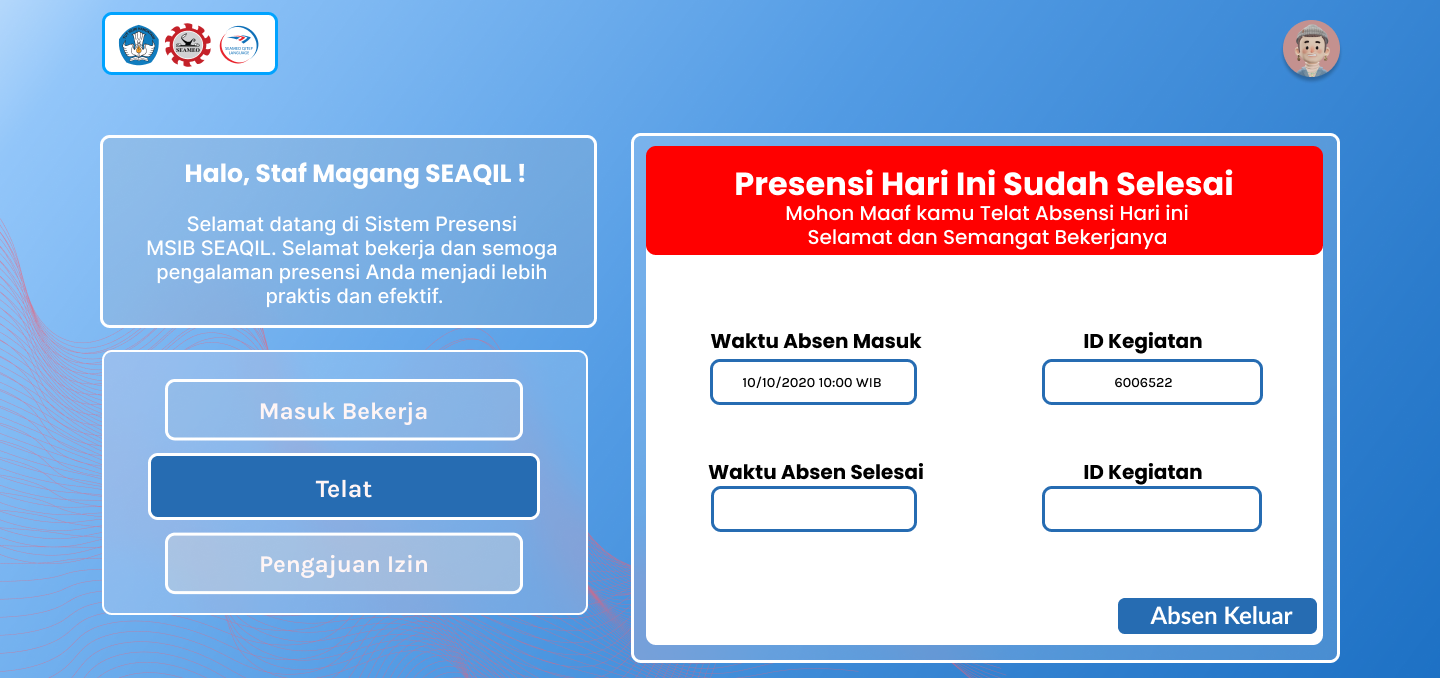 SEAMEO
SEAMEO QITEP
LANGUAGE
Halo, Staf Magang SEAQIL !
Selamat datang di Sistem Presensi
MSIB SEAQIL. Selamat bekerja dan semoga
pengalaman presensi Anda menjadi lebih
praktis dan efektif.
Masuk Bekerja
Telat
Pengajuan Izin
Presensi Hari Ini Sudah Selesai
Mohon Maaf kamu Telat Absensi Hari ini
Selamat dan Semangat Bekerjanya
Waktu Absen Masuk
ID Kegiatan
10/10/2020 10:00 WIB
6006522
Waktu Absen Selesai
ID Kegiatan
Absen Keluar